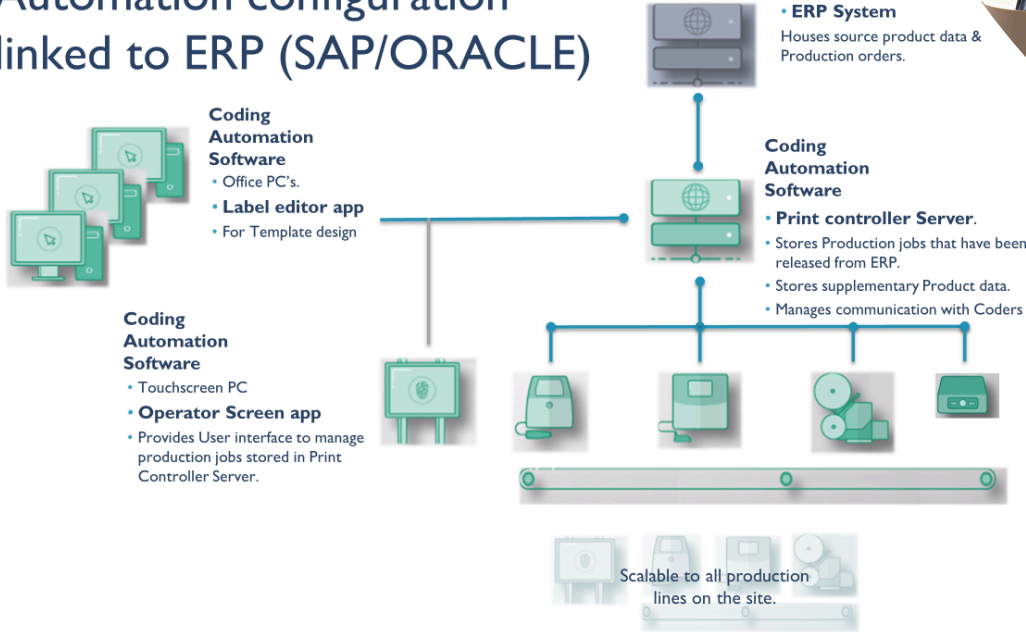 Automation configuration
linked to ERP (SAP/ORACLE)
• ERP System
Houses source product data &
Production orders.
Coding
Automation
Software
• Office PC's.
• Label editor app
• For Template design
Coding
Automation
Software
• Print controller Server.
• Stores Production jobs that have been
released from ERP.
• Stores supplementary Product data.
• Manages communication with Coders
Coding
Automation
Software
• Touchscreen PC
• Operator Screen app
• Provides User interface to manage
production jobs stored in Print
Controller Server.
Scalable to all production
lines on the site.